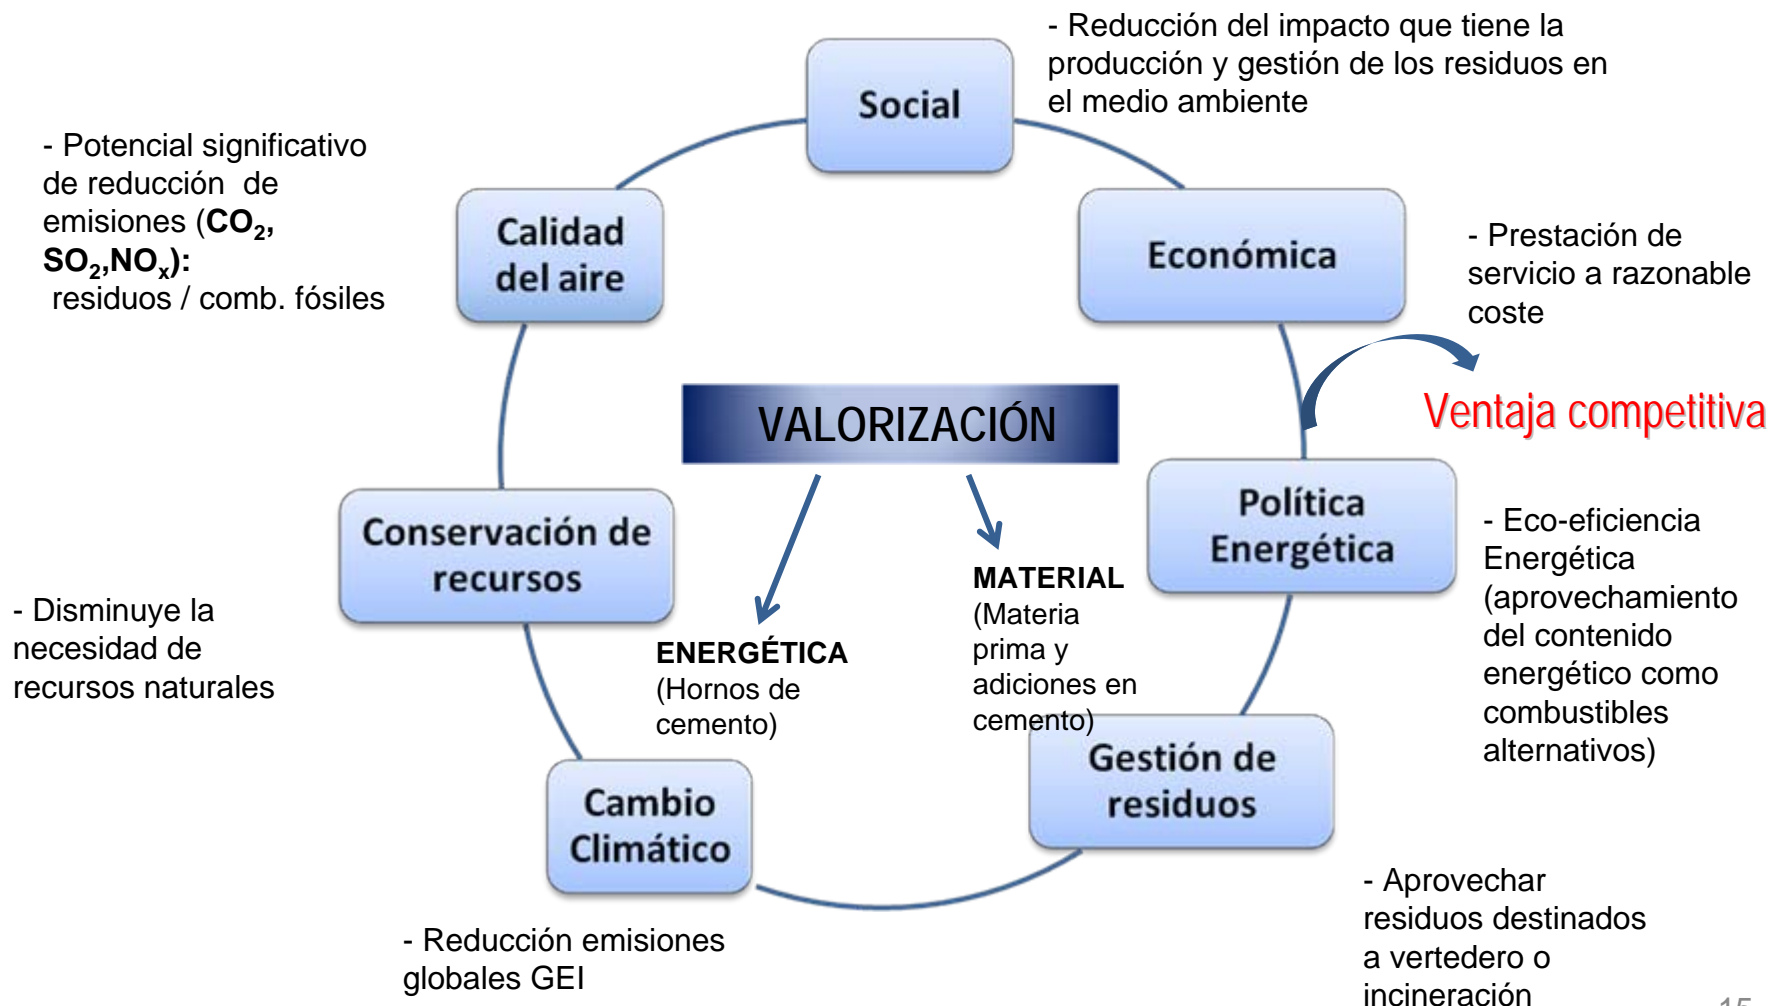 - Reducción del impacto que tiene la
producción y gestión de los residuos en
el medio ambiente
Social
- Potencial significativo
de reducción de
emisiones (CO₂,
SO₂,NOₓ):
residuos / comb. fósiles
Calidad
del aire
Económica
- Prestación de
servicio a razonable
coste
Ventaja competitiva
VALORIZACIÓN
Política
Energética
- Eco-eficiencia
Energética
(aprovechamiento
del contenido
energético como
combustibles
alternativos)
Conservación de
recursos
- Disminuye la
necesidad de
recursos naturales
ENERGÉTICA
(Hornos de
cemento)
MATERIAL
(Materia
prima y
adiciones en
cemento)
Gestión de
residuos
Cambio
Climático
- Aprovechar
residuos destinados
a vertedero o
incineración
- Reducción emisiones
globales GEI
15